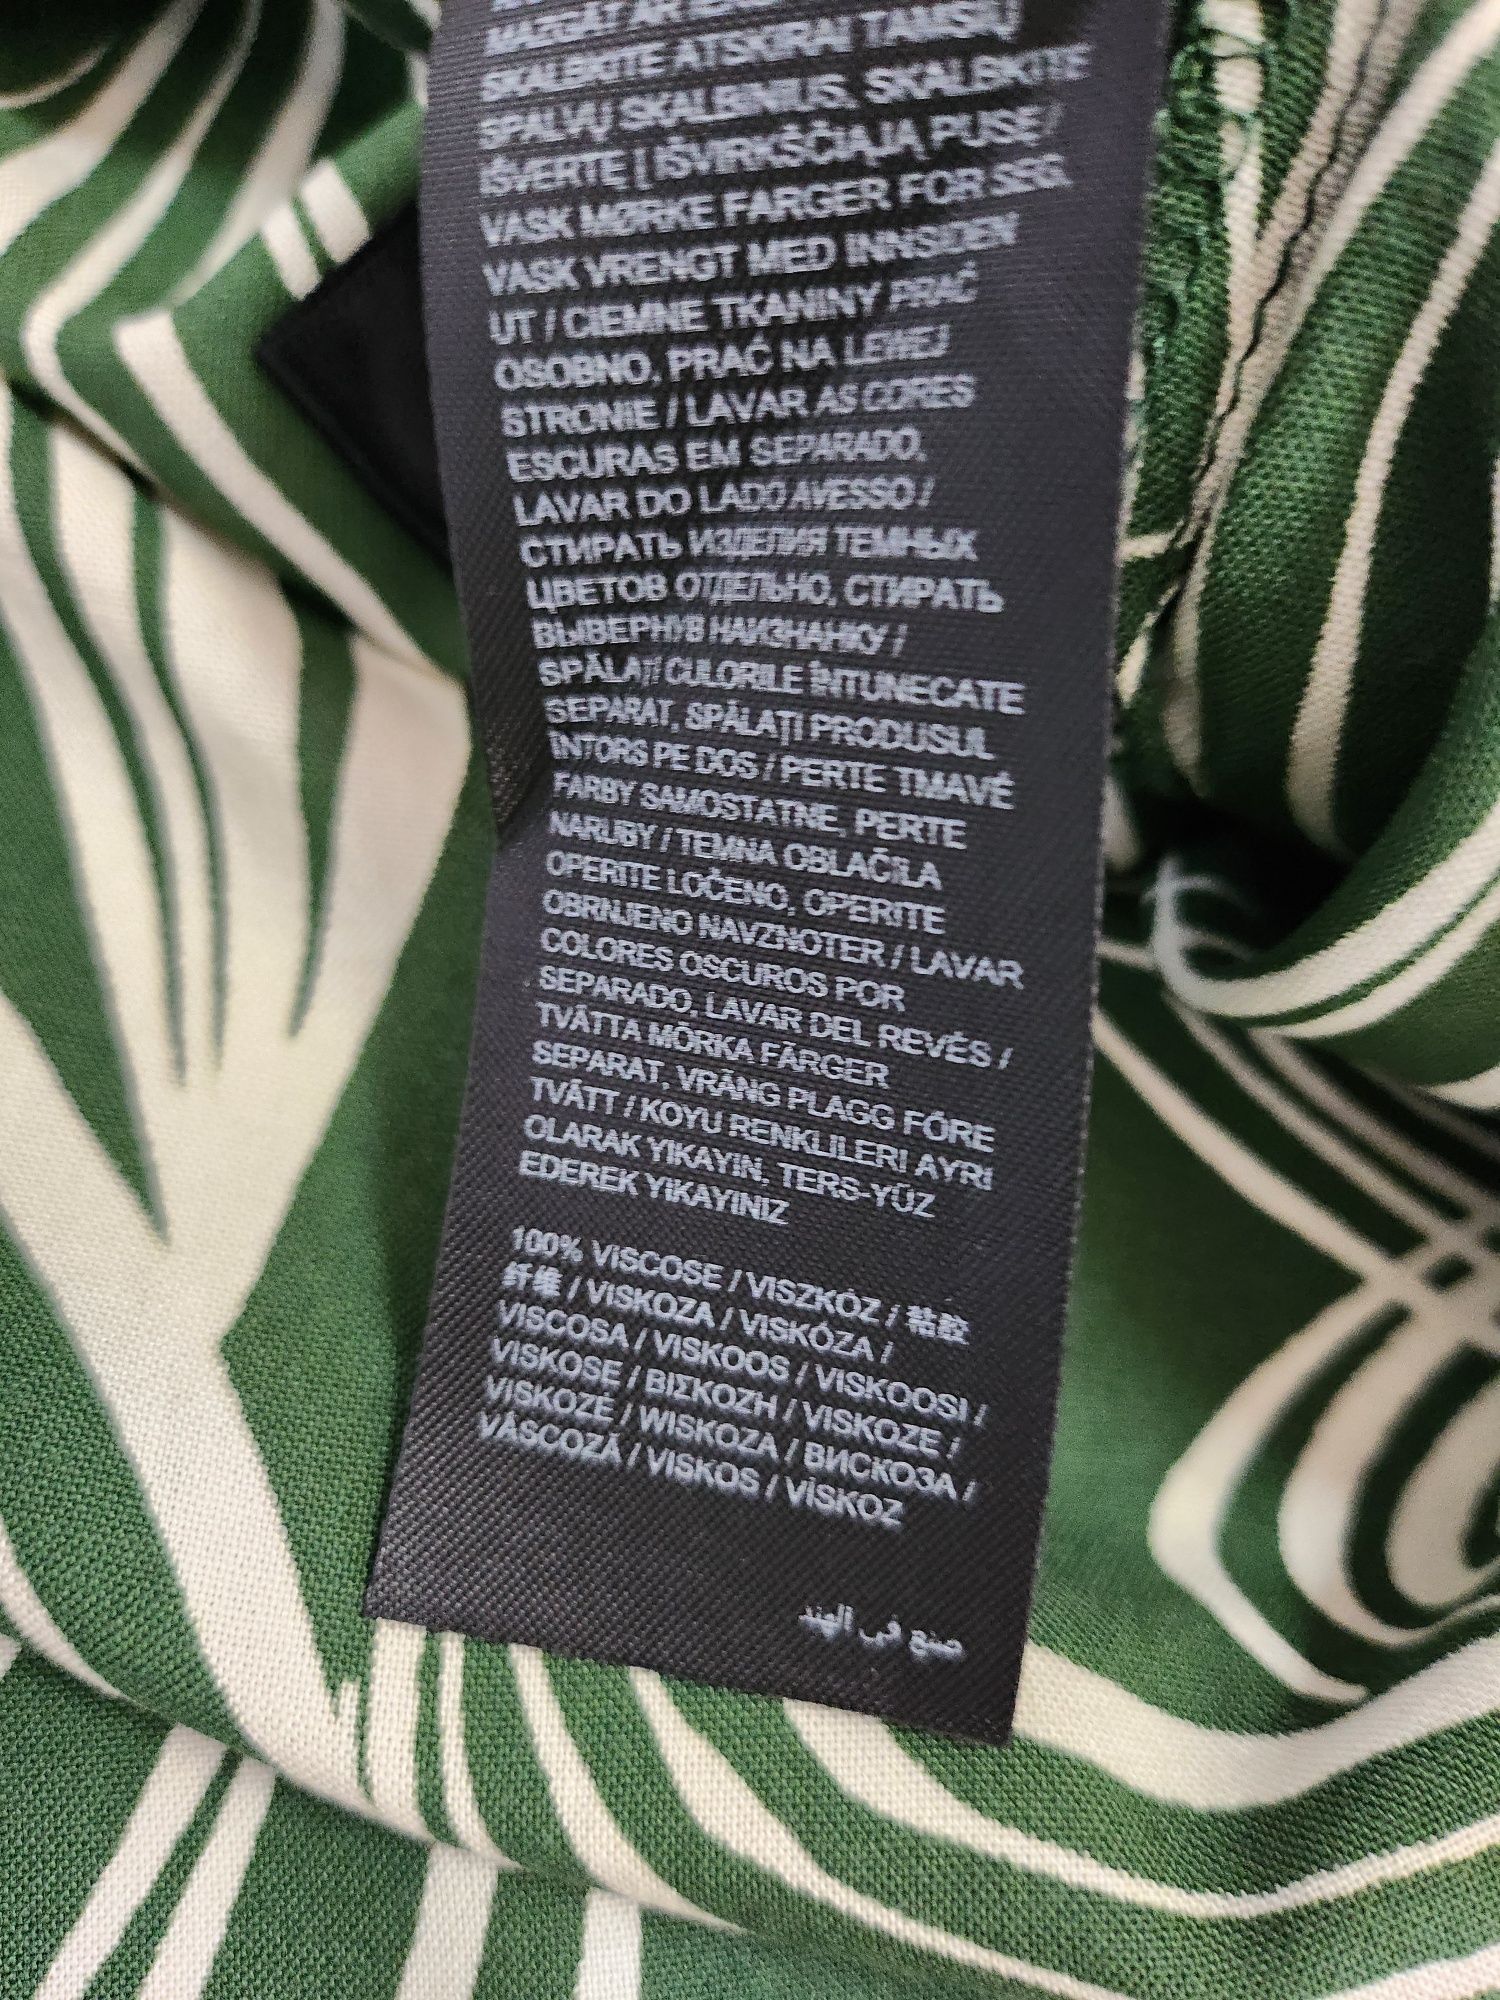 MAZGĀT AR
SKALBKITE ATSKIRAI TAMSIŲ
SPALVŲ SKALBINIUS, SKALBKITE
IŠVERTĘ Į IŠVIRKŠČIĄJĄ PUSĘ /
VASK MØRKE FARGER FOR SEG.
VASK VRENGT MED INNSIDEN
UT / CIEMNE TKANINY PRAĆ
OSOBNO, PRAĆ NA LEWEJ
STRONIE / LAVAR AS CORES
ESCURAS EM SEPARADO,
LAVAR DO LADO AVESSO /
СТИРАТЬ ИЗДЕЛИЯ ТЕМНЫХ
ЦВЕТОВ ОТДЕЛЬНО, СТИРАТЬ
ВЫВЕРНУВ НАИЗНАНКУ /
SPĂLAȚI CULORILE ÎNTUNECATE
SEPARAT, SPĂLAȚI PRODUSUL
ÎNTORS PE DOS / PERTE TMAVÉ
FARBY SAMOSTATNE, PERTE
NARUBY / TEMNA OBLAČILA
OPERITE LOČENO, OPERITE
OBRNJENO NAVZNOTER / LAVAR
COLORES OSCUROS POR
SEPARADO, LAVAR DEL REVÉS /
TVÄTTA MÖRKA FÄRGER
SEPARAT, VRÄNG PLAGG FÖRE
TVÄTT / KOYU RENKLILERI AYRI
OLARAK YIKAYIN, TERS-YÜZ
EDEREK YIKAYINIZ
100% VISCOSE / VISZKÓZ / 粘胶
纤维 / VISKOZA / VISKÓZA /
VISCOSA / VISKOOS / VISKOOSI /
VISKOSE / ΒΙΣΚΟΖΗ / VISKOZE /
VISKOZĖ / WISKOZA / ВИСКОЗА /
VÂSCOZĂ / VISKOS / VİSKOZ
صنع في الهند